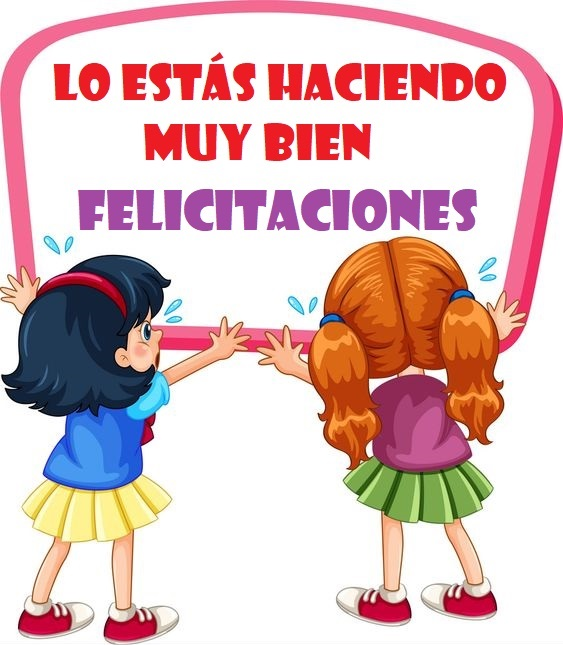 LO ESTÁS HACIENDO
MUY BIEN
FELICITACIONES